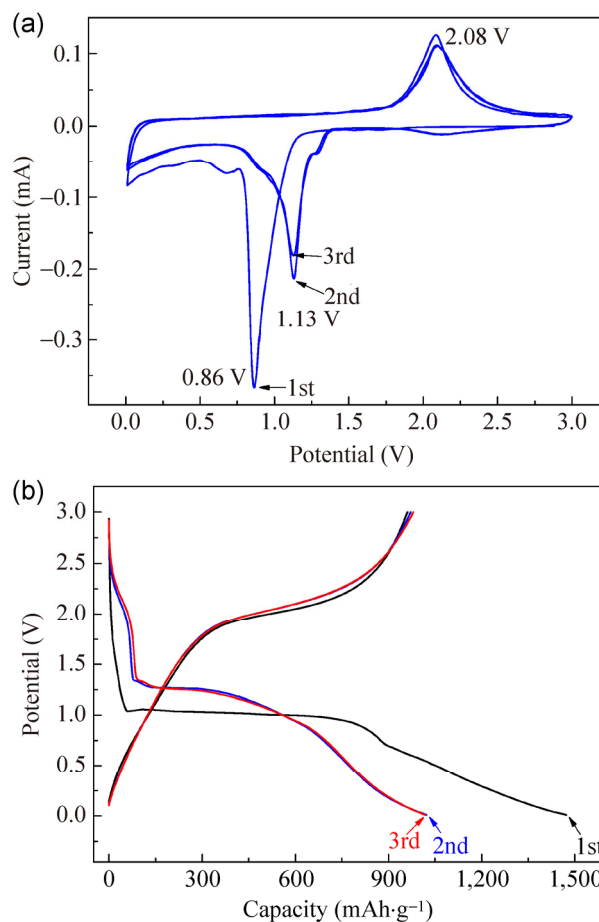 (a)
0.1
0.0
−0.1
−0.2
−0.3
Current (mA)
2.08 V
3rd
2nd
1.13 V
0.86 V
1st
0.0 0.5 1.0 1.5 2.0 2.5 3.0
Potential (V)
(b)
3.0
2.5
2.0
1.5
1.0
0.5
0.0
Potential (V)
3rd 2nd 1st
0 300 600 900 1,200 1,500
Capacity (mAh·g⁻¹)